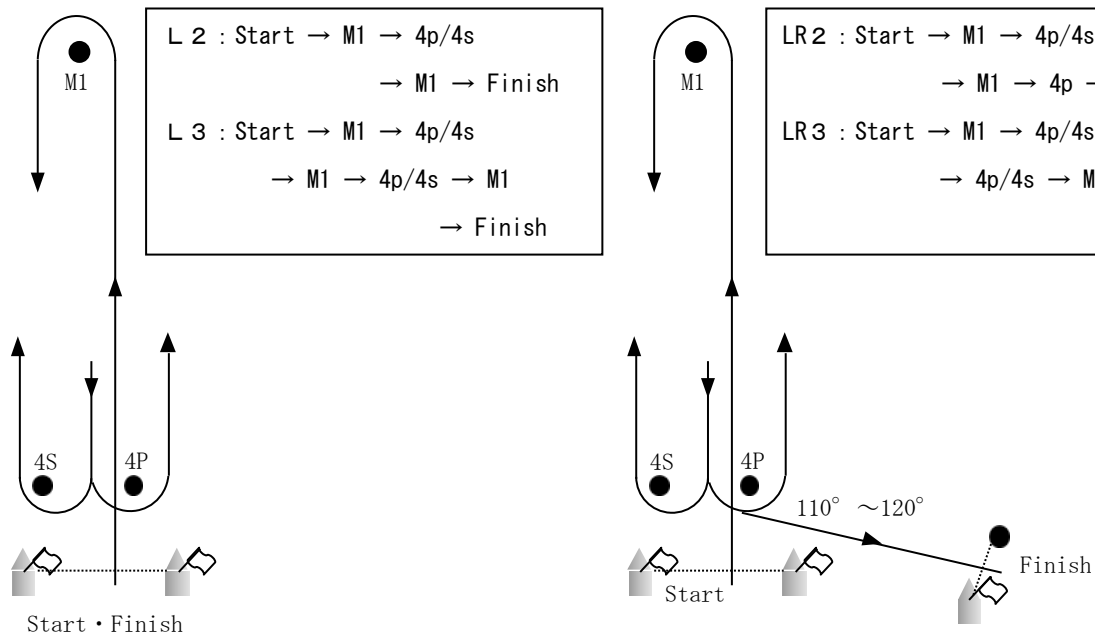 Ｌ２：Start → M1 → 4p/4s
→ M1 → Finish
Ｌ３：Start → M1 → 4p/4s
→ M1 → 4p/4s → M1
→ Finish
M1
4S
4P
Start・Finish
LR２：Start → M1 → 4p/4s
→ M1 → 4p
LR３：Start → M1 → 4p/4s
→ 4p/4s →
M1
4S
4P
110°～120°
Start
Finish